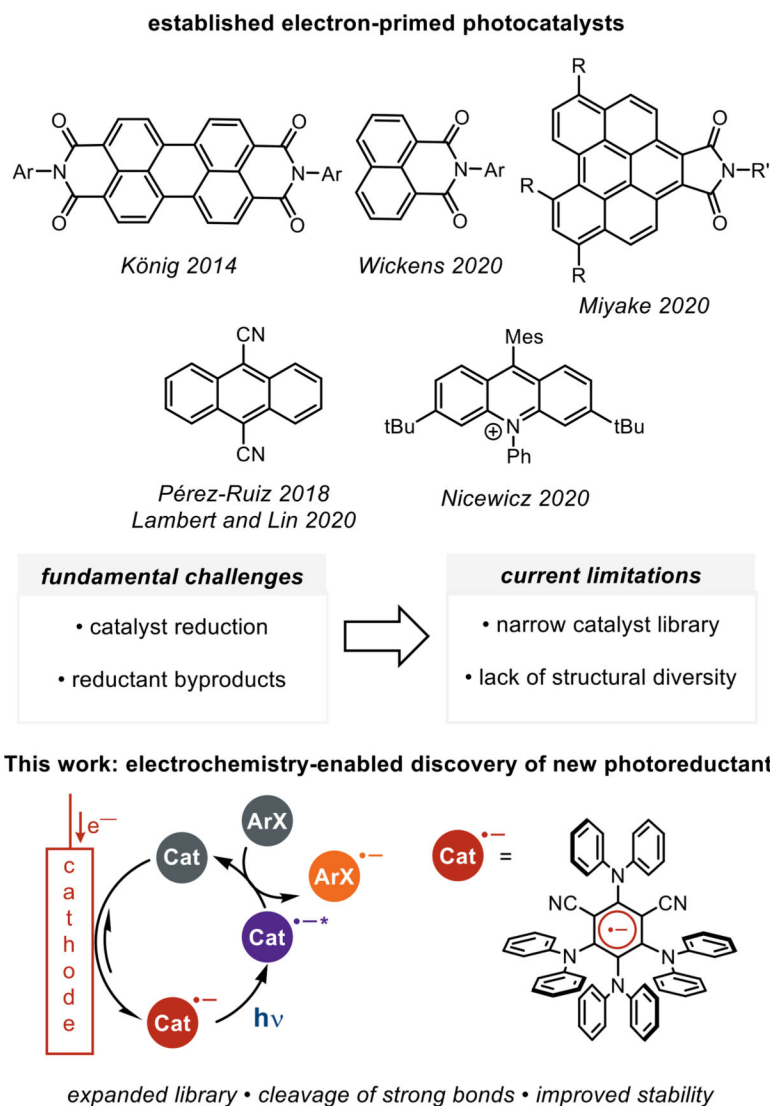 established electron-primed photocatalysts
O O
Ar N N Ar
O O
König 2014
O
N Ar
O
Wickens 2020
R
O
N R'
R
O
R
Miyake 2020
CN
CN
Pérez-Ruiz 2018
Lambert and Lin 2020
Mes
tBu N tBu
⊕
Ph
Nicewicz 2020
fundamental challenges
• catalyst reduction
• reductant byproducts
current limitations
• narrow catalyst library
• lack of structural diversity
This work: electrochemistry-enabled discovery of new photoreductant
e—
cathode
Cat
ArX
ArX •–
Cat •–*
Cat •–
hν
Cat •– =
N
CN CN
•–
N N
N
expanded library • cleavage of strong bonds • improved stability